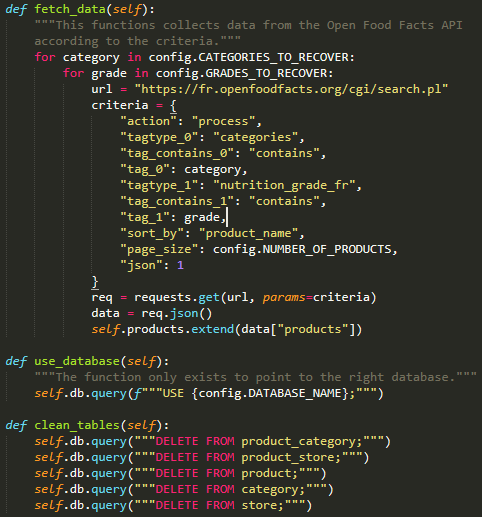 def fetch_data(self):
    """This functions collects data from the Open Food Facts API
    according to the criteria."""
    for category in config.CATEGORIES_TO_RECOVER:
        for grade in config.GRADES_TO_RECOVER:
            url = "https://fr.openfoodfacts.org/cgi/search.pl"
            criteria = {
                "action": "process",
                "tagtype_0": "categories",
                "tag_contains_0": "contains",
                "tag_0": category,
                "tagtype_1": "nutrition_grade_fr",
                "tag_contains_1": "contains",
                "tag_1": grade,
                "sort_by": "product_name",
                "page_size": config.NUMBER_OF_PRODUCTS,
                "json": 1
            }
            req = requests.get(url, params=criteria)
            data = req.json()
            self.products.extend(data["products"])

def use_database(self):
    """The function only exists to point to the right database."""
    self.db.query(f"""USE {config.DATABASE_NAME};""")

def clean_tables(self):
    self.db.query("""DELETE FROM product_category;""")
    self.db.query("""DELETE FROM product_store;""")
    self.db.query("""DELETE FROM product;""")
    self.db.query("""DELETE FROM category;""")
    self.db.query("""DELETE FROM store;""")